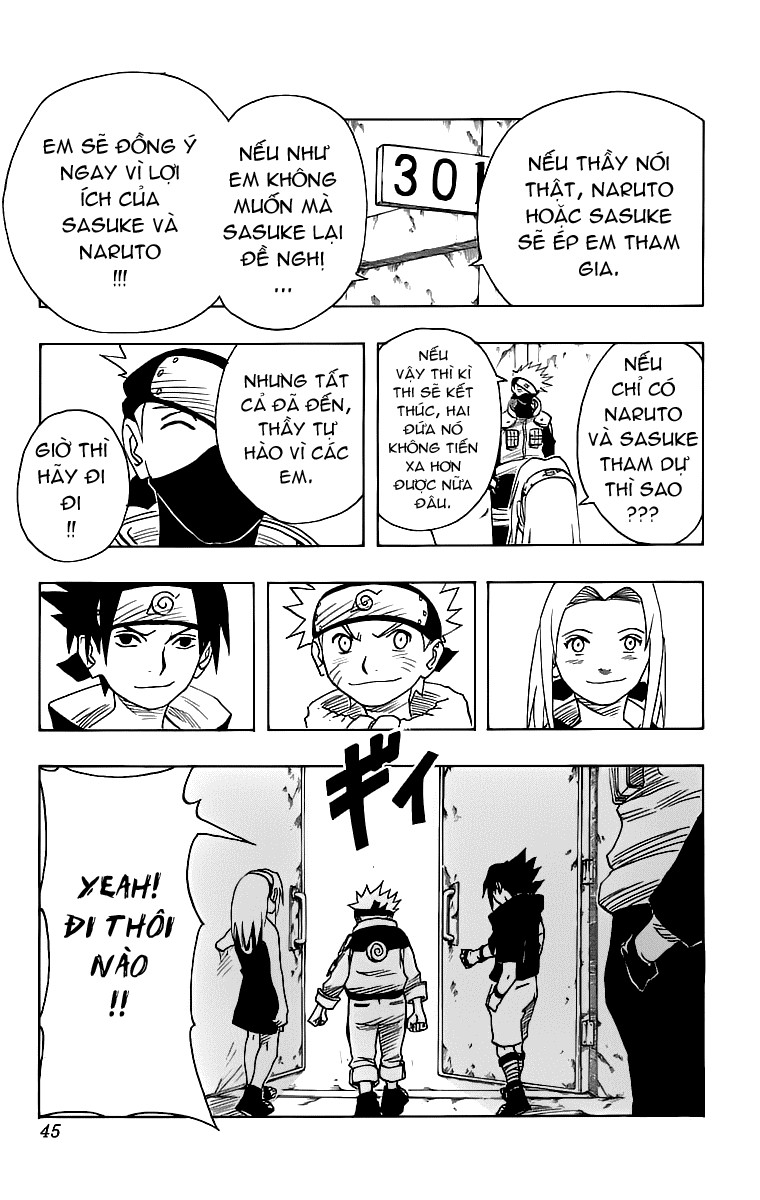 NẾU THẦY NÓI
THẬT, NARUTO
HOẶC SASUKE
SẼ ÉP EM THAM
GIA.
301
NẾU NHƯ
EM KHÔNG
MUỐN MÀ
SASUKE LẠI
ĐỀ NGHỊ
...
EM SẼ ĐỒNG Ý
NGAY VÌ LỢI
ÍCH CỦA
SASUKE VÀ
NARUTO
!!!
NẾU
CHỈ CÓ
NARUTO
VÀ SASUKE
THAM DỰ
THÌ SAO
???
NẾU
VẬY THÌ KÌ
THI SẼ KẾT
THÚC, HAI
ĐỨA NÓ
KHÔNG TIẾN
XA HƠN
ĐƯỢC NỮA
ĐÂU.
NHƯNG TẤT
CẢ ĐÃ ĐẾN,
THẦY TỰ
HÀO VÌ CÁC
EM.
GIỜ THÌ
HÃY ĐI
ĐI
!!
ギイ
YEAH!
ĐI THÔI
NÀO
!!
45